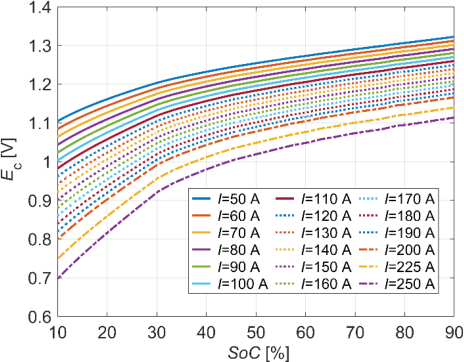 1.4
1.3
1.2
1.1
1
0.9
0.8
0.7
0.6
E_c [V]
I=50 A I=110 A I=170 A
I=60 A I=120 A I=180 A
I=70 A I=130 A I=190 A
I=80 A I=140 A I=200 A
I=90 A I=150 A I=225 A
I=100 A I=160 A I=250 A
10 20 30 40 50 60 70 80 90
SoC [%]